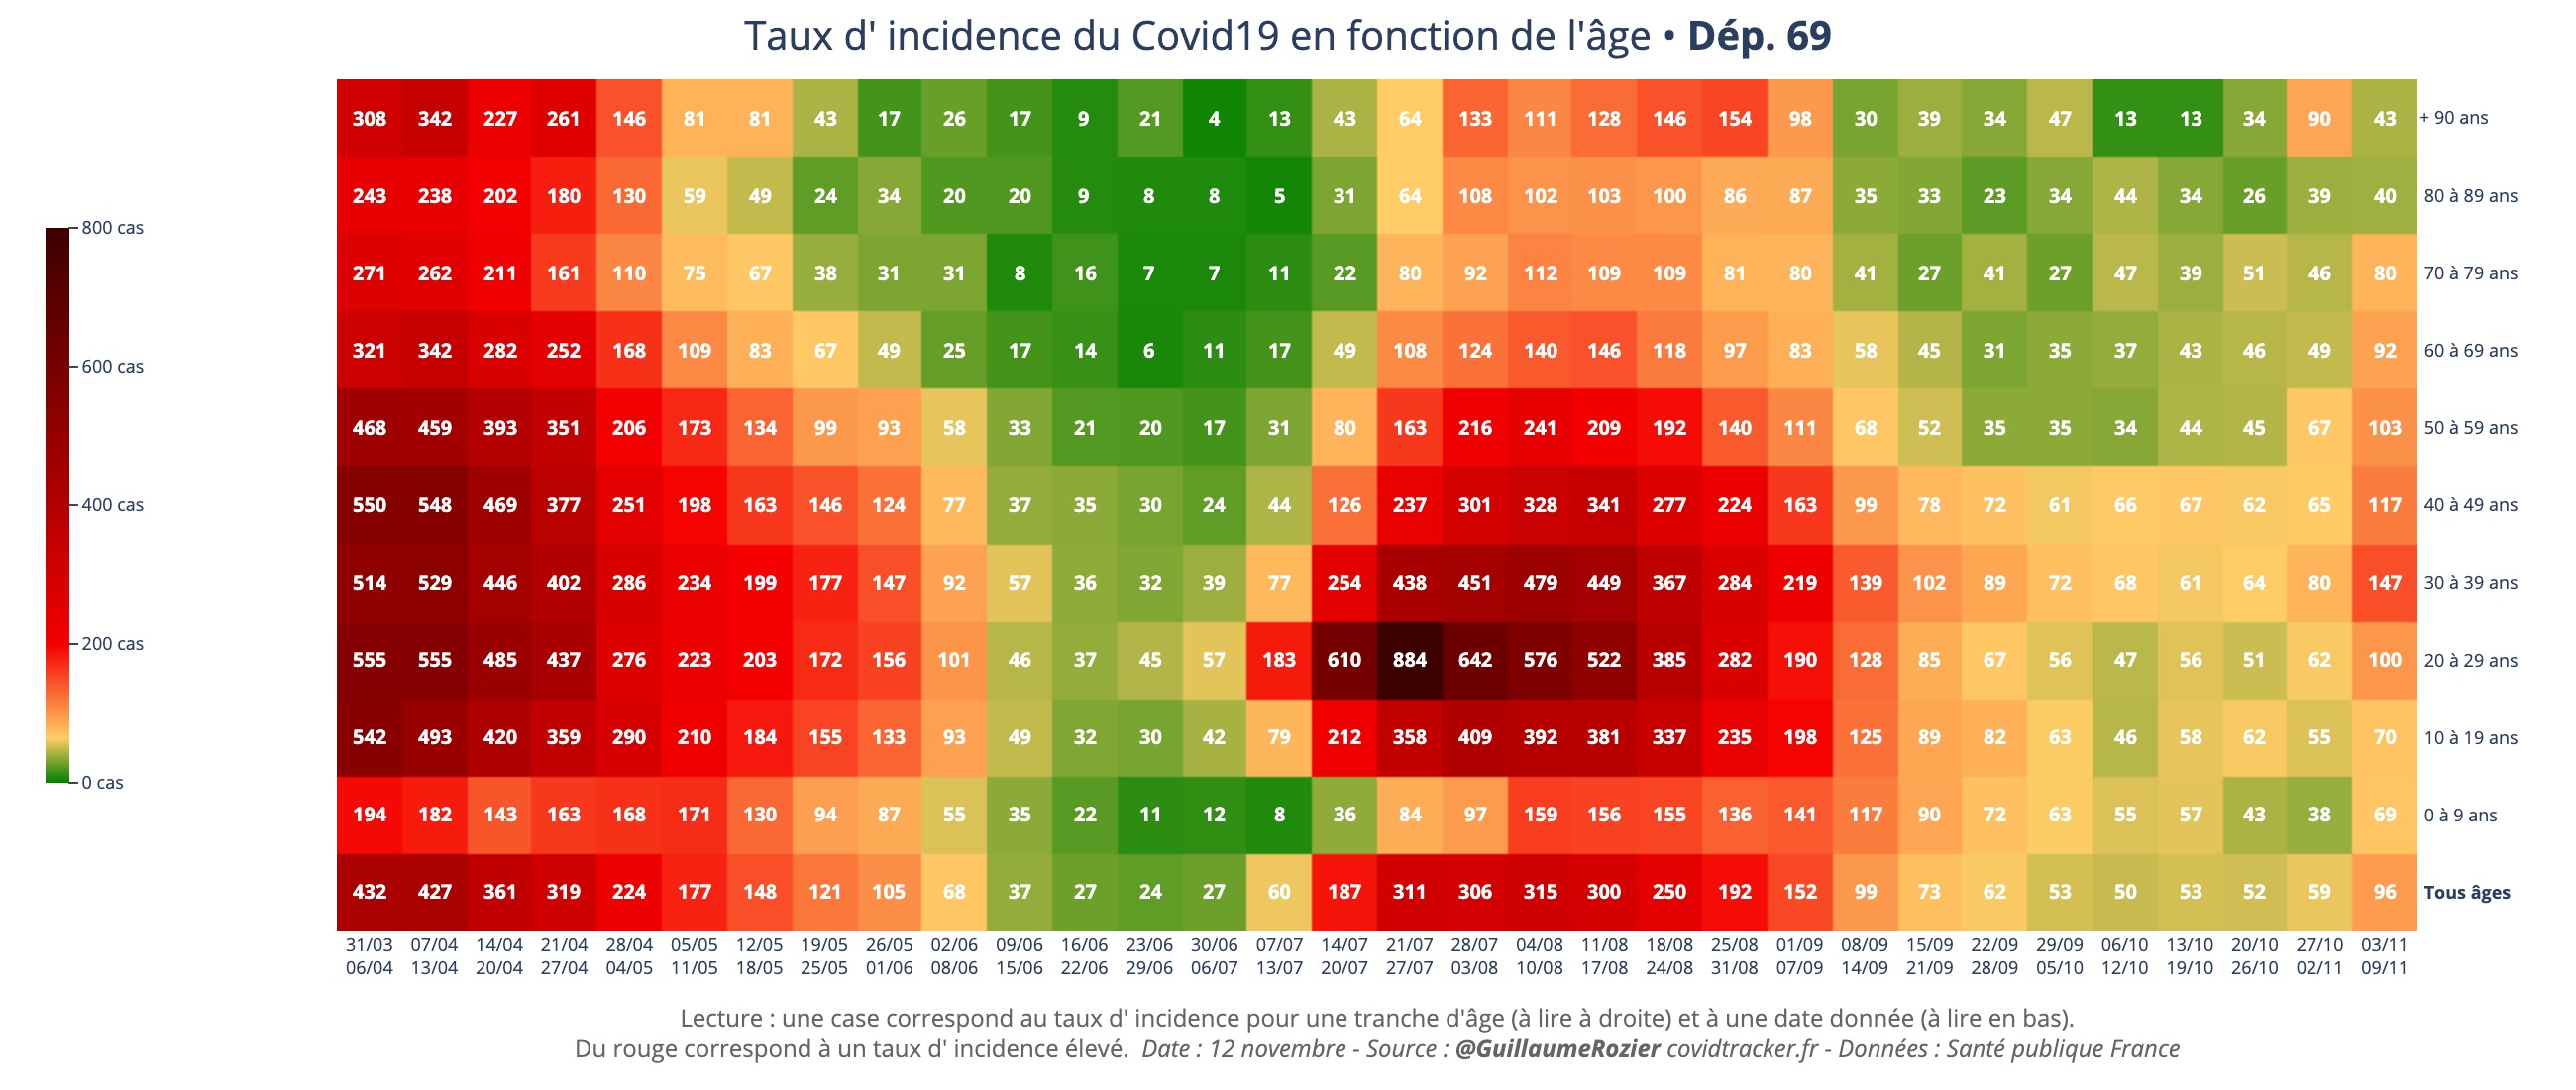 Taux d' incidence du Covid19 en fonction de l'âge • Dép. 69
800 cas
600 cas
400 cas
200 cas
0 cas
308 342 227 261 146 81 81 43 17 26 17 9 21 4 13 43 64 133 111 128 146 154 98 30 39 34 47 13 13 34 90 43 + 90 ans
243 238 202 180 130 59 49 24 34 20 20 9 8 8 5 31 64 108 102 103 100 86 87 35 33 23 34 44 34 26 39 40 80 à 89 ans
271 262 211 161 110 75 67 38 31 31 8 16 7 7 11 22 80 92 112 109 109 81 80 41 27 41 27 47 39 51 46 80 70 à 79 ans
321 342 282 252 168 109 83 67 49 25 17 14 6 11 17 49 108 124 140 146 118 97 83 58 45 31 35 37 43 46 49 92 60 à 69 ans
468 459 393 351 206 173 134 99 93 58 33 21 20 17 31 80 163 216 241 209 192 140 111 68 52 35 35 34 44 45 67 103 50 à 59 ans
550 548 469 377 251 198 163 146 124 77 37 35 30 24 44 126 237 301 328 341 277 224 163 99 78 72 61 66 67 62 65 117 40 à 49 ans
514 529 446 402 286 234 199 177 147 92 57 36 32 39 77 254 438 451 479 449 367 284 219 139 102 89 72 68 61 64 80 147 30 à 39 ans
555 555 485 437 276 223 203 172 156 101 46 37 45 57 183 610 884 642 576 522 385 282 190 128 85 67 56 47 56 51 62 100 20 à 29 ans
542 493 420 359 290 210 184 155 133 93 49 32 30 42 79 212 358 409 392 381 337 235 198 125 89 82 63 46 58 62 55 70 10 à 19 ans
194 182 143 163 168 171 130 94 87 55 35 22 11 12 8 36 84 97 159 156 155 136 141 117 90 72 63 55 57 43 38 69 0 à 9 ans
432 427 361 319 224 177 148 121 105 68 37 27 24 27 60 187 311 306 315 300 250 192 152 99 73 62 53 50 53 52 59 96 Tous âges
31/03 07/04 14/04 21/04 28/04 05/05 12/05 19/05 26/05 02/06 09/06 16/06 23/06 30/06 07/07 14/07 21/07 28/07 04/08 11/08 18/08 25/08 01/09 08/09 15/09 22/09 29/09 06/10 13/10 20/10 27/10 03/11
06/04 13/04 20/04 27/04 04/05 11/05 18/05 25/05 01/06 08/06 15/06 22/06 29/06 06/07 13/07 20/07 27/07 03/08 10/08 17/08 24/08 31/08 07/09 14/09 21/09 28/09 05/10 12/10 19/10 26/10 02/11 09/11
Lecture : une case correspond au taux d' incidence pour une tranche d'âge (à lire à droite) et à une date donnée (à lire en bas).
Du rouge correspond à un taux d' incidence élevé. Date : 12 novembre - Source : @GuillaumeRozier covidtracker.fr - Données : Santé publique France